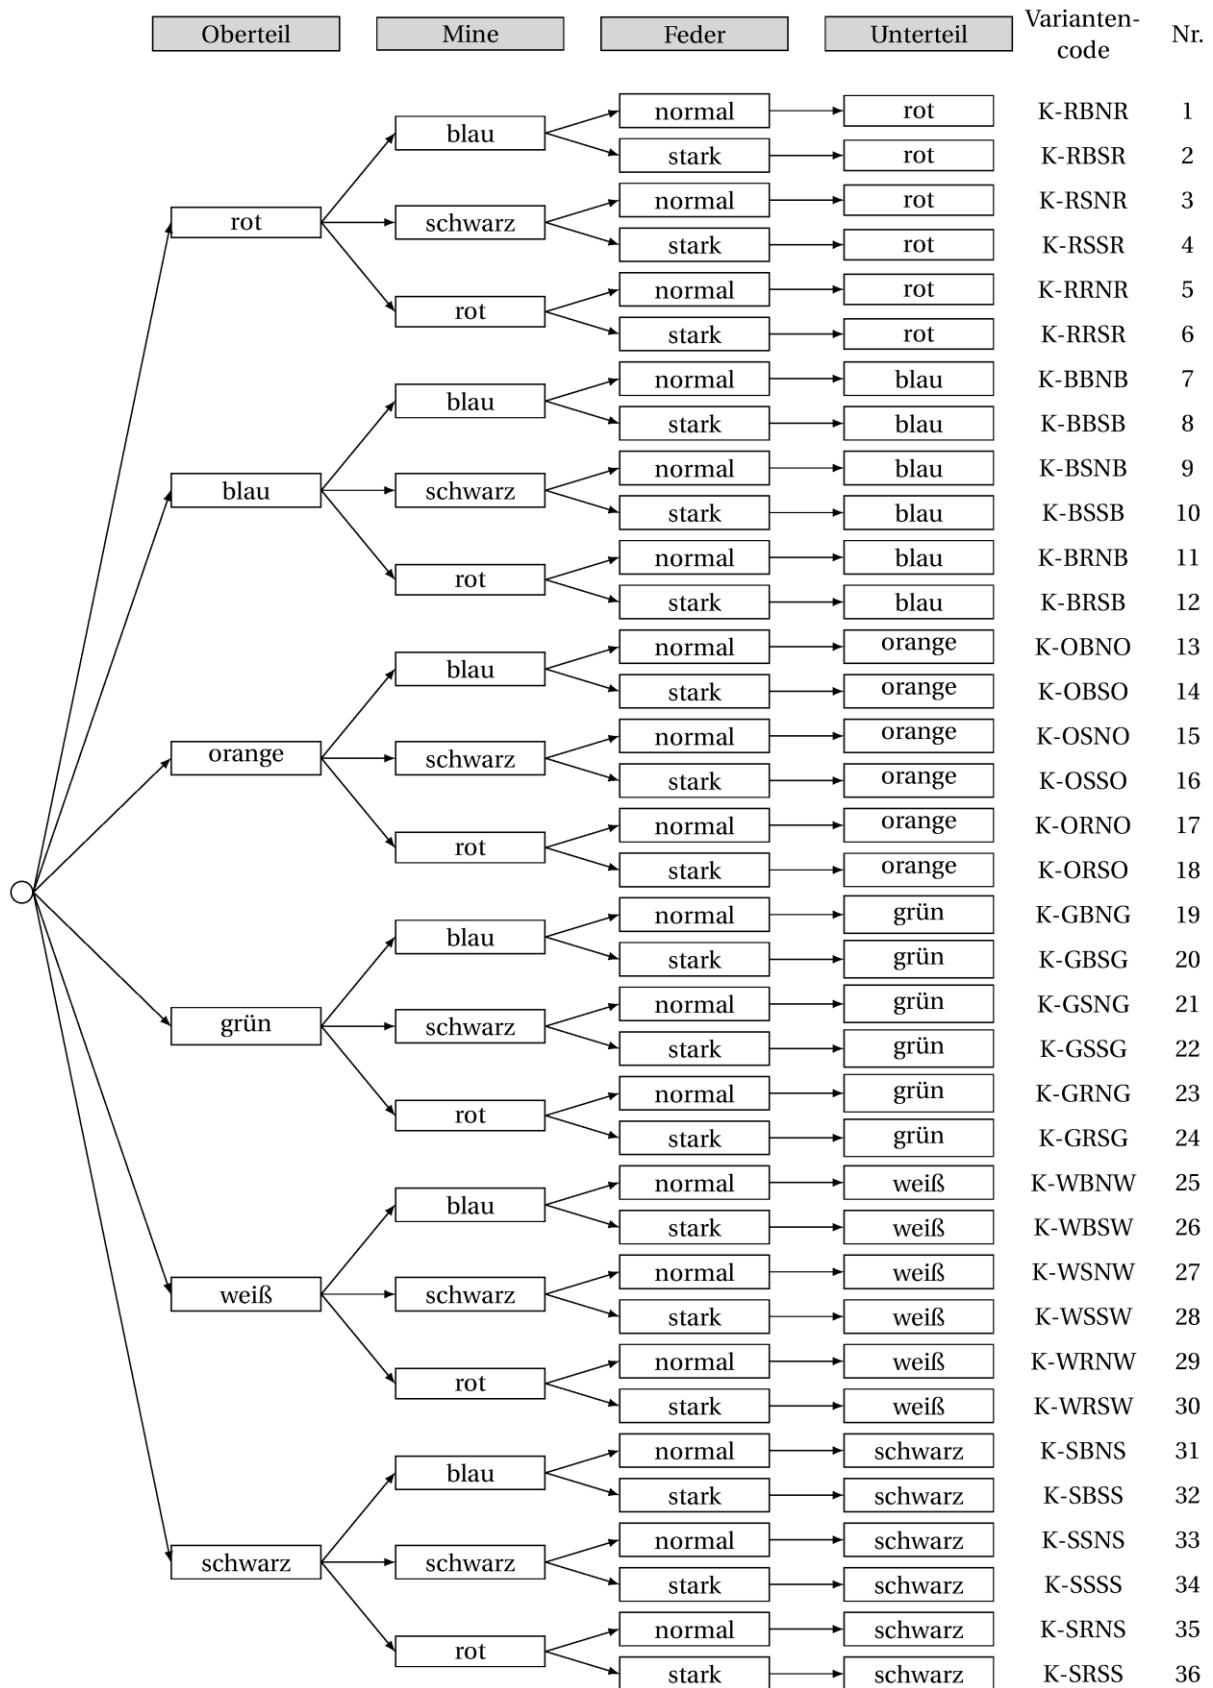 Oberteil Mine Feder Unterteil Varianten-
code Nr.
normal rot K-RBNR 1
blau
stark rot K-RBSR 2
normal rot K-RSNR 3
rot schwarz
stark rot K-RSSR 4
normal rot K-RRNR 5
rot
stark rot K-RRSR 6
normal blau K-BBNB 7
blau
stark blau K-BBSB 8
normal blau K-BSNB 9
blau schwarz
stark blau K-BSSB 10
normal blau K-BRNB 11
rot
stark blau K-BRSB 12
normal orange K-OBNO 13
blau
stark orange K-OBSO 14
normal orange K-OSNO 15
orange schwarz
stark orange K-OSSO 16
normal orange K-ORNO 17
rot
stark orange K-ORSO 18
normal grün K-GBNG 19
blau
stark grün K-GBSG 20
normal grün K-GSNG 21
grün schwarz
stark grün K-GSSG 22
normal grün K-GRNG 23
rot
stark grün K-GRSG 24
normal weiß K-WBNW 25
blau
stark weiß K-WBSW 26
normal weiß K-WSNW 27
weiß schwarz
stark weiß K-WSSW 28
normal weiß K-WRNW 29
rot
stark weiß K-WRSW 30
normal schwarz K-SBNS 31
blau
stark schwarz K-SBSS 32
normal schwarz K-SSNS 33
schwarz schwarz
stark schwarz K-SSSS 34
normal schwarz K-SRNS 35
rot
stark schwarz K-SRSS 36